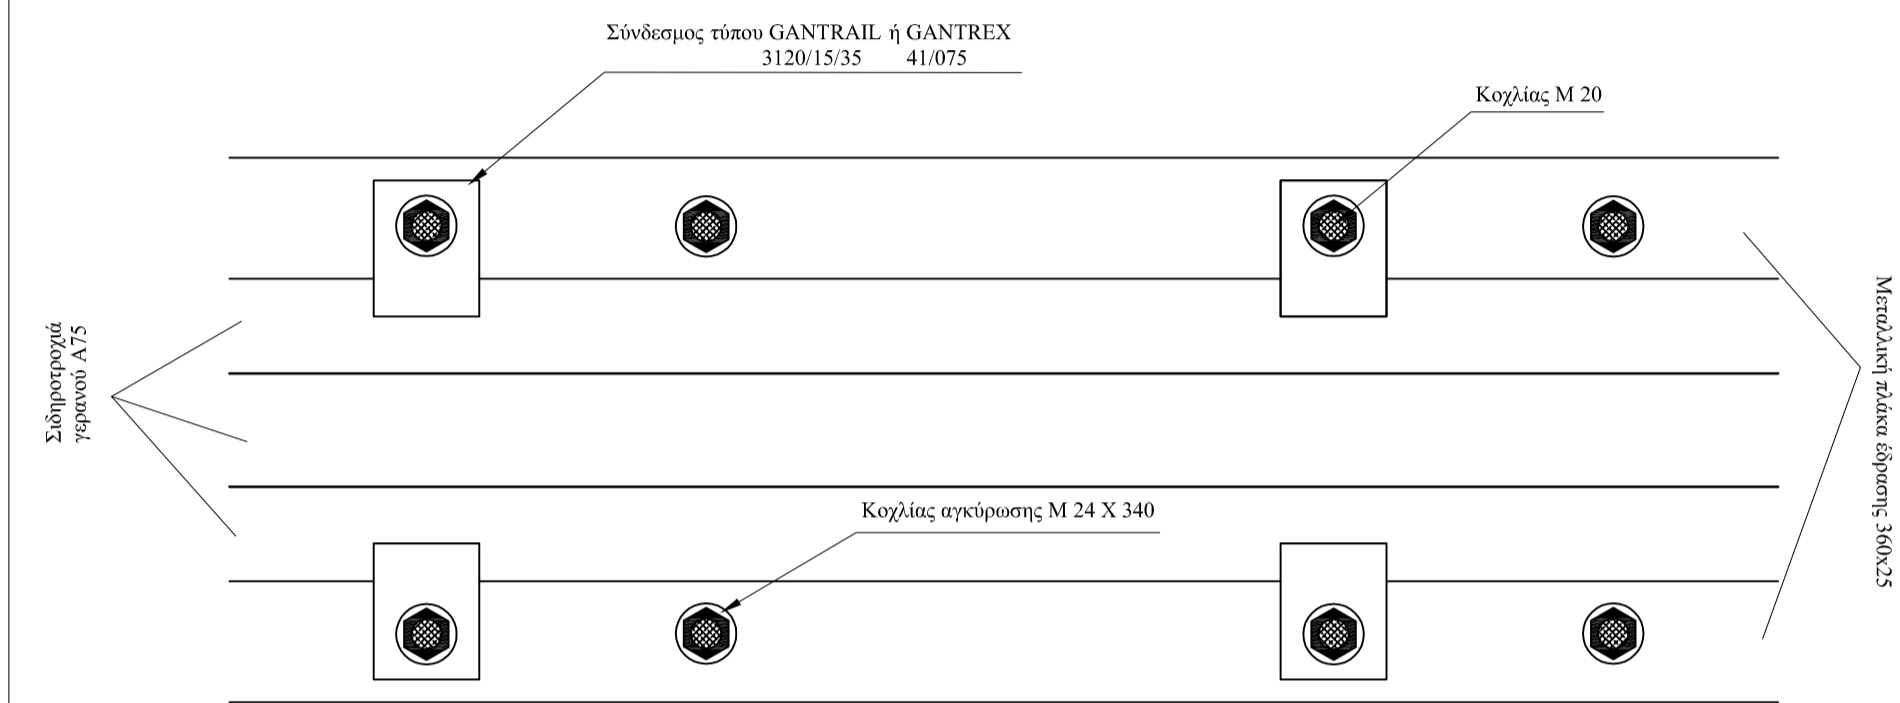 Σύνδεσμος τύπου GANTRAIL ή GANTREX
3120/15/35 41/075
Κοχλίας Μ 20
Σιδηροτροχιά
γερανού Α75
Μεταλλική πλάκα έδρασης 360x25
Κοχλίας αγκύρωσης Μ 24 Χ 340